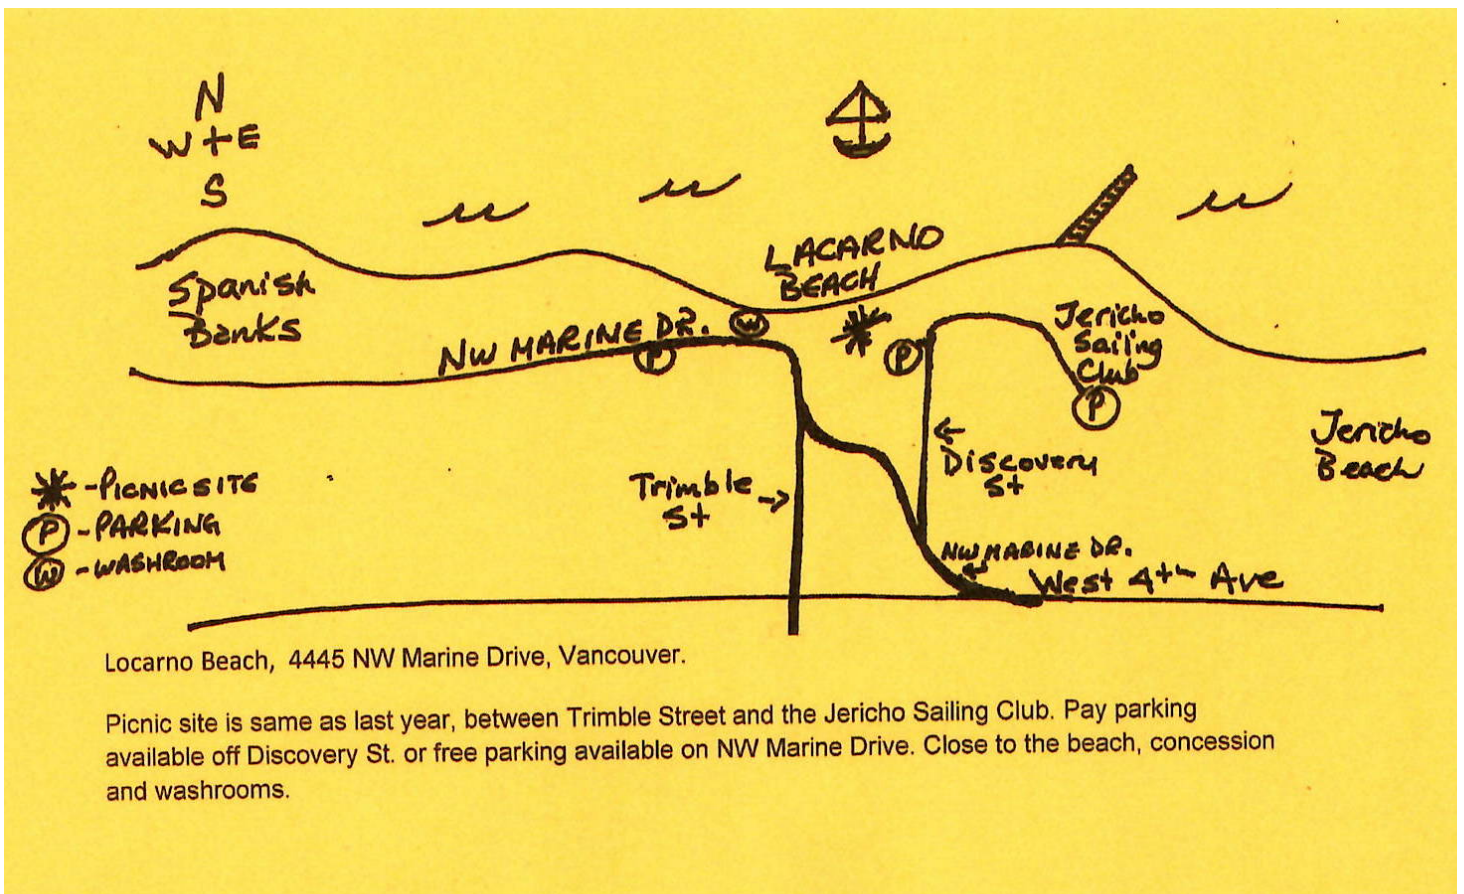 N
W + E
S
LACARNO
BEACH
Spanish
Banks
NW MARINE DR.
W
P
P
Jericho
Sailing
Club
P
Jericho
Beach
Discovery
St
Trimble
St
- PICNIC SITE
P - PARKING
W - WASHROOM
NW MARINE DR.
West 4th Ave
Locarno Beach, 4445 NW Marine Drive, Vancouver.
Picnic site is same as last year, between Trimble Street and the Jericho Sailing Club. Pay parking
available off Discovery St. or free parking available on NW Marine Drive. Close to the beach, concession
and washrooms.